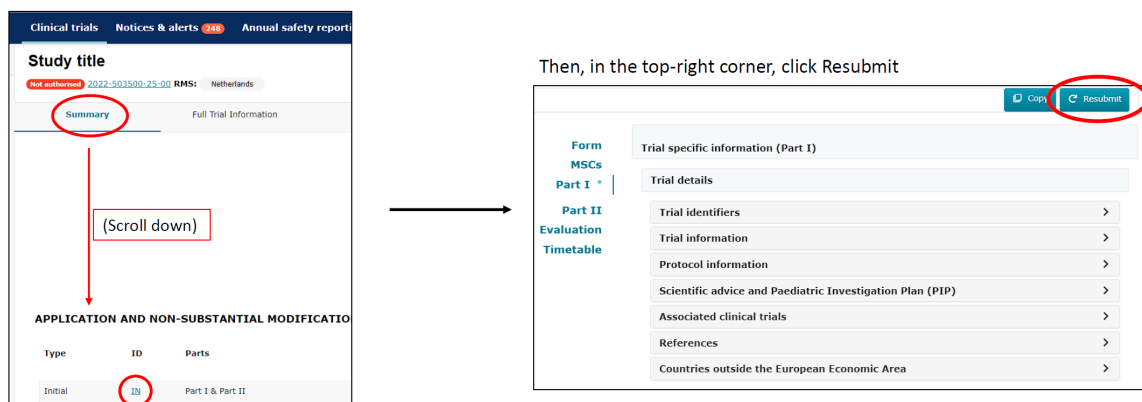 Clinical trials Notices & alerts 248 Annual safety reporti
Study title
Not authorised 2022-503500-25-00 RMS: Netherlands
Summary Full Trial Information
(Scroll down)
APPLICATION AND NON-SUBSTANTIAL MODIFICATIO
Type ID Parts
Initial IN Part I & Part II
Then, in the top-right corner, click Resubmit
Copy Resubmit
Form
MSCs
Part I *
Part II
Evaluation
Timetable
Trial specific information (Part I)
Trial details
Trial identifiers
Trial information
Protocol information
Scientific advice and Paediatric Investigation Plan (PIP)
Associated clinical trials
References
Countries outside the European Economic Area